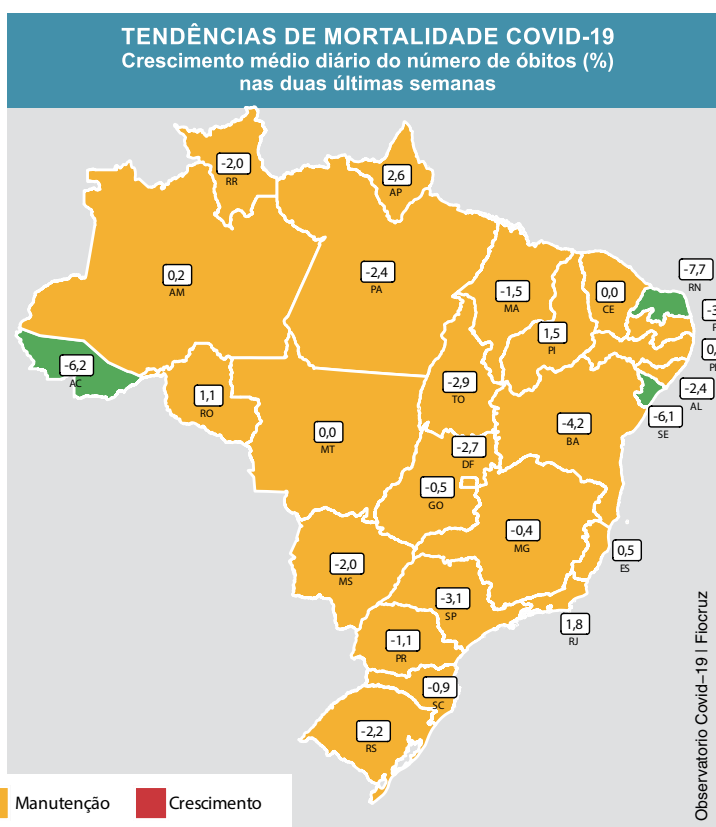 TENDÊNCIAS DE MORTALIDADE COVID-19
Crescimento médio diário do número de óbitos (%)
nas duas últimas semanas
-2,0
RR
2,6
AP
0,2
AM
-2,4
PA
-1,5
MA
0,0
CE
-7,7
RN
1,5
PI
-6,2
AC
1,1
RO
-2,9
TO
-2,4
AL
-6,1
SE
0,0
MT
-4,2
BA
-2,7
DF
-0,5
GO
-0,4
MG
0,5
ES
-2,0
MS
-3,1
SP
1,8
RJ
-1,1
PR
-0,9
SC
-2,2
RS
Manutenção
Crescimento
Observatorio Covid–19 | Fiocruz